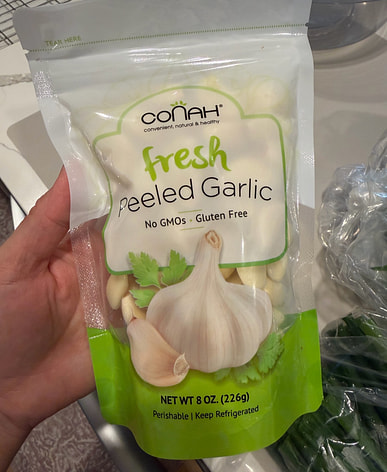 TEAR HERE
CONAH®
convenient, natural & healthy
fresh
Peeled Garlic
No GMOs - Gluten Free
NET WT 8 OZ. (226g)
Perishable | Keep Refrigerated